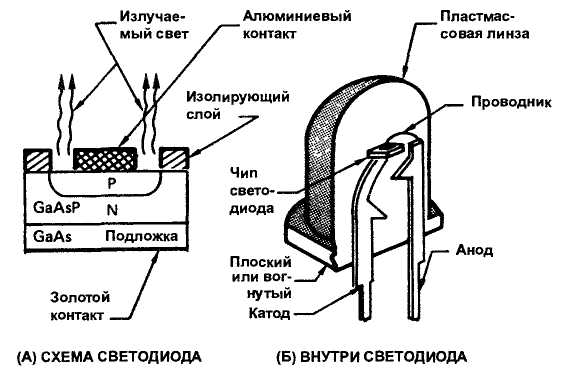 Излучае-
мый свет
Алюминиевый
контакт
Изолирующий
слой
P
GaAsP
N
GaAs
Подложка
Золотой
контакт
(А) СХЕМА СВЕТОДИОДА
Пластмас-
совая линза
Проводник
Чип
свето-
диода
Плоский
или вог-
нутый
Катод
Анод
(Б) ВНУТРИ СВЕТОДИОДА